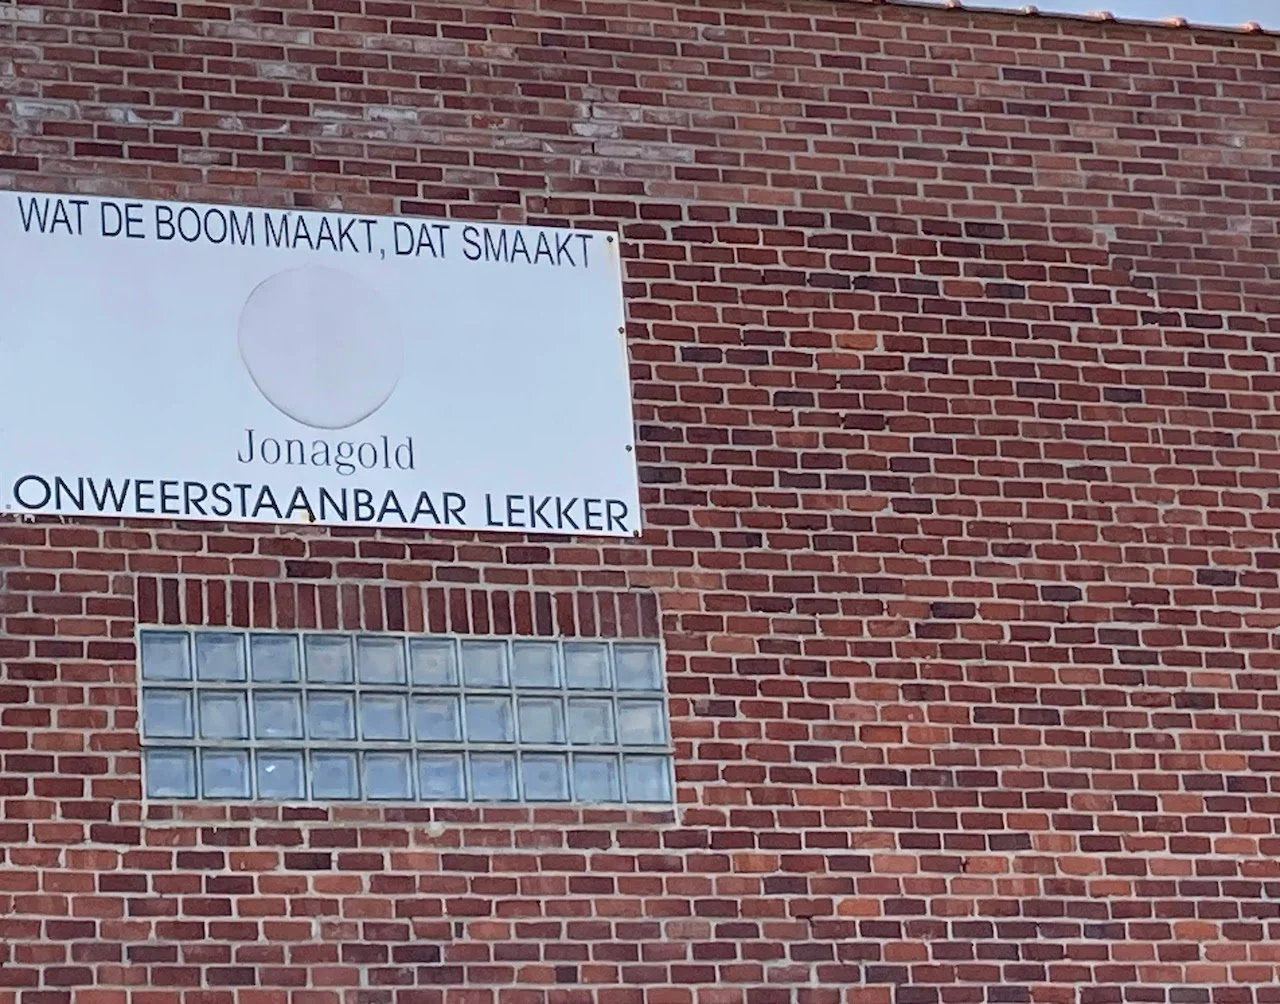 WAT DE BOOM MAAKT, DAT SMAAKT
Jonagold
ONWEERSTAANBAAR LEKKER